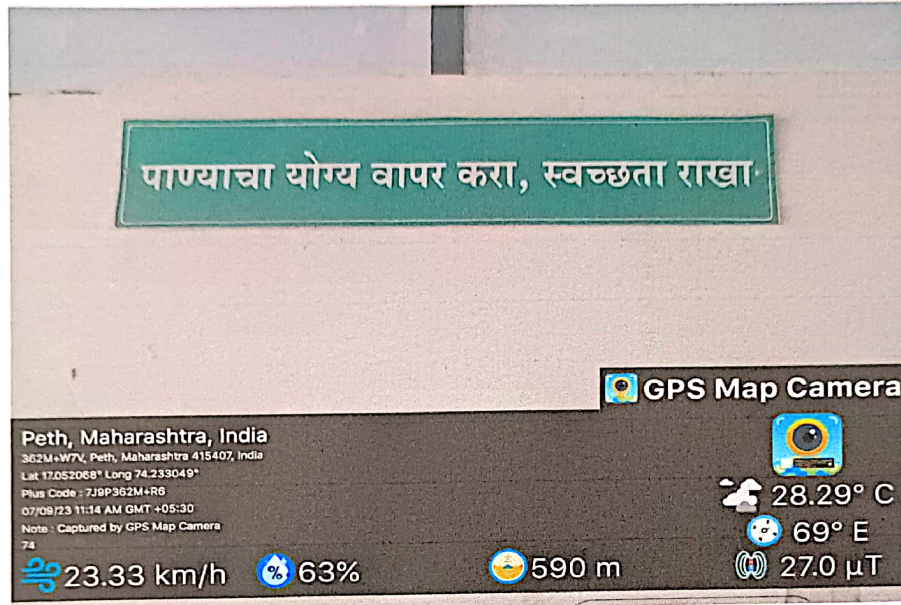 पाण्याचा योग्य वापर करा, स्वच्छता राखा
GPS Map Camera
Peth, Maharashtra, India
362M+W7V, Peth, Maharashtra 415407, India
Lat 17.052068° Long 74.233049°
Plus Code : 7J9P362M+R6
07/09/23 11:14 AM GMT +05:30
Note : Captured by GPS Map Camera
74
28.29° C
69° E
23.33 km/h 63% 590 m 27.0 µT